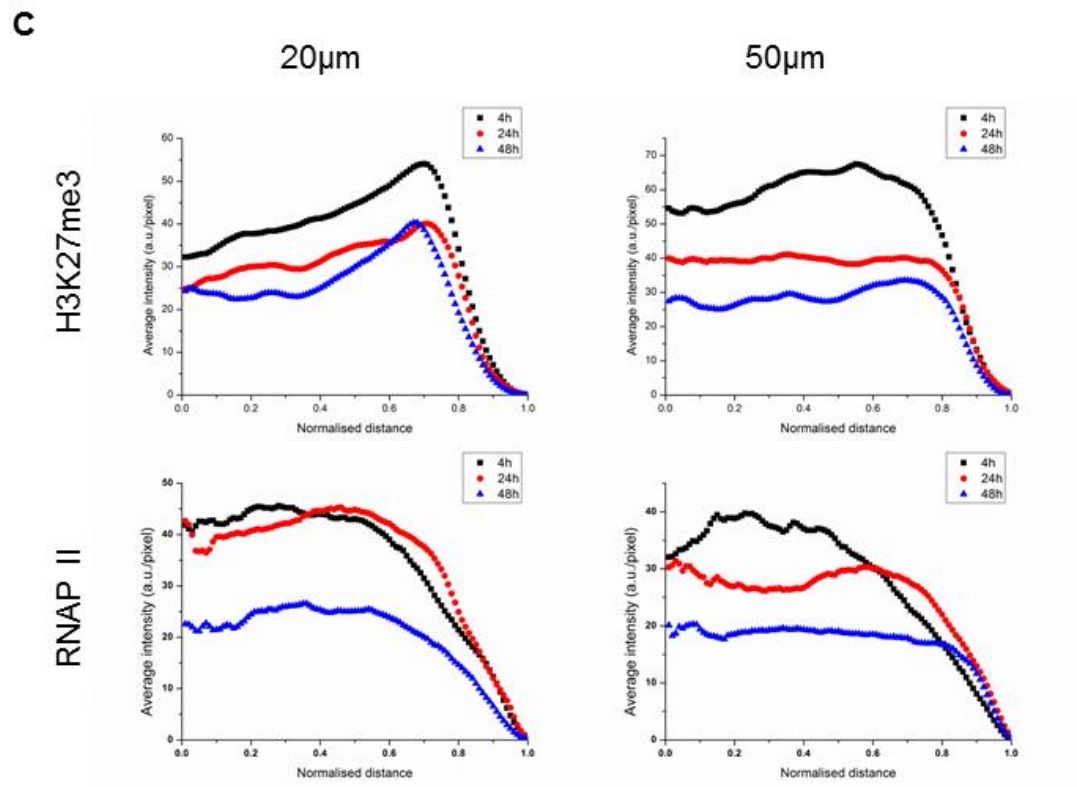 C
20µm
50µm
H3K27me3
4h
24h
48h
60
50
40
30
20
10
0
Average intensity (a.u./pixel)
0.0 0.2 0.4 0.6 0.8 1.0
Normalised distance
4h
24h
48h
70
60
50
40
30
20
10
0
Average intensity (a.u./pixel)
0.0 0.2 0.4 0.6 0.8 1.0
Normalised distance
RNAP II
4h
24h
48h
50
40
30
20
10
0
Average intensity (a.u./pixel)
0.0 0.2 0.4 0.6 0.8 1.0
Normalised distance
4h
24h
48h
40
30
20
10
0
Average intensity (a.u./pixel)
0.0 0.2 0.4 0.6 0.8 1.0
Normalised distance